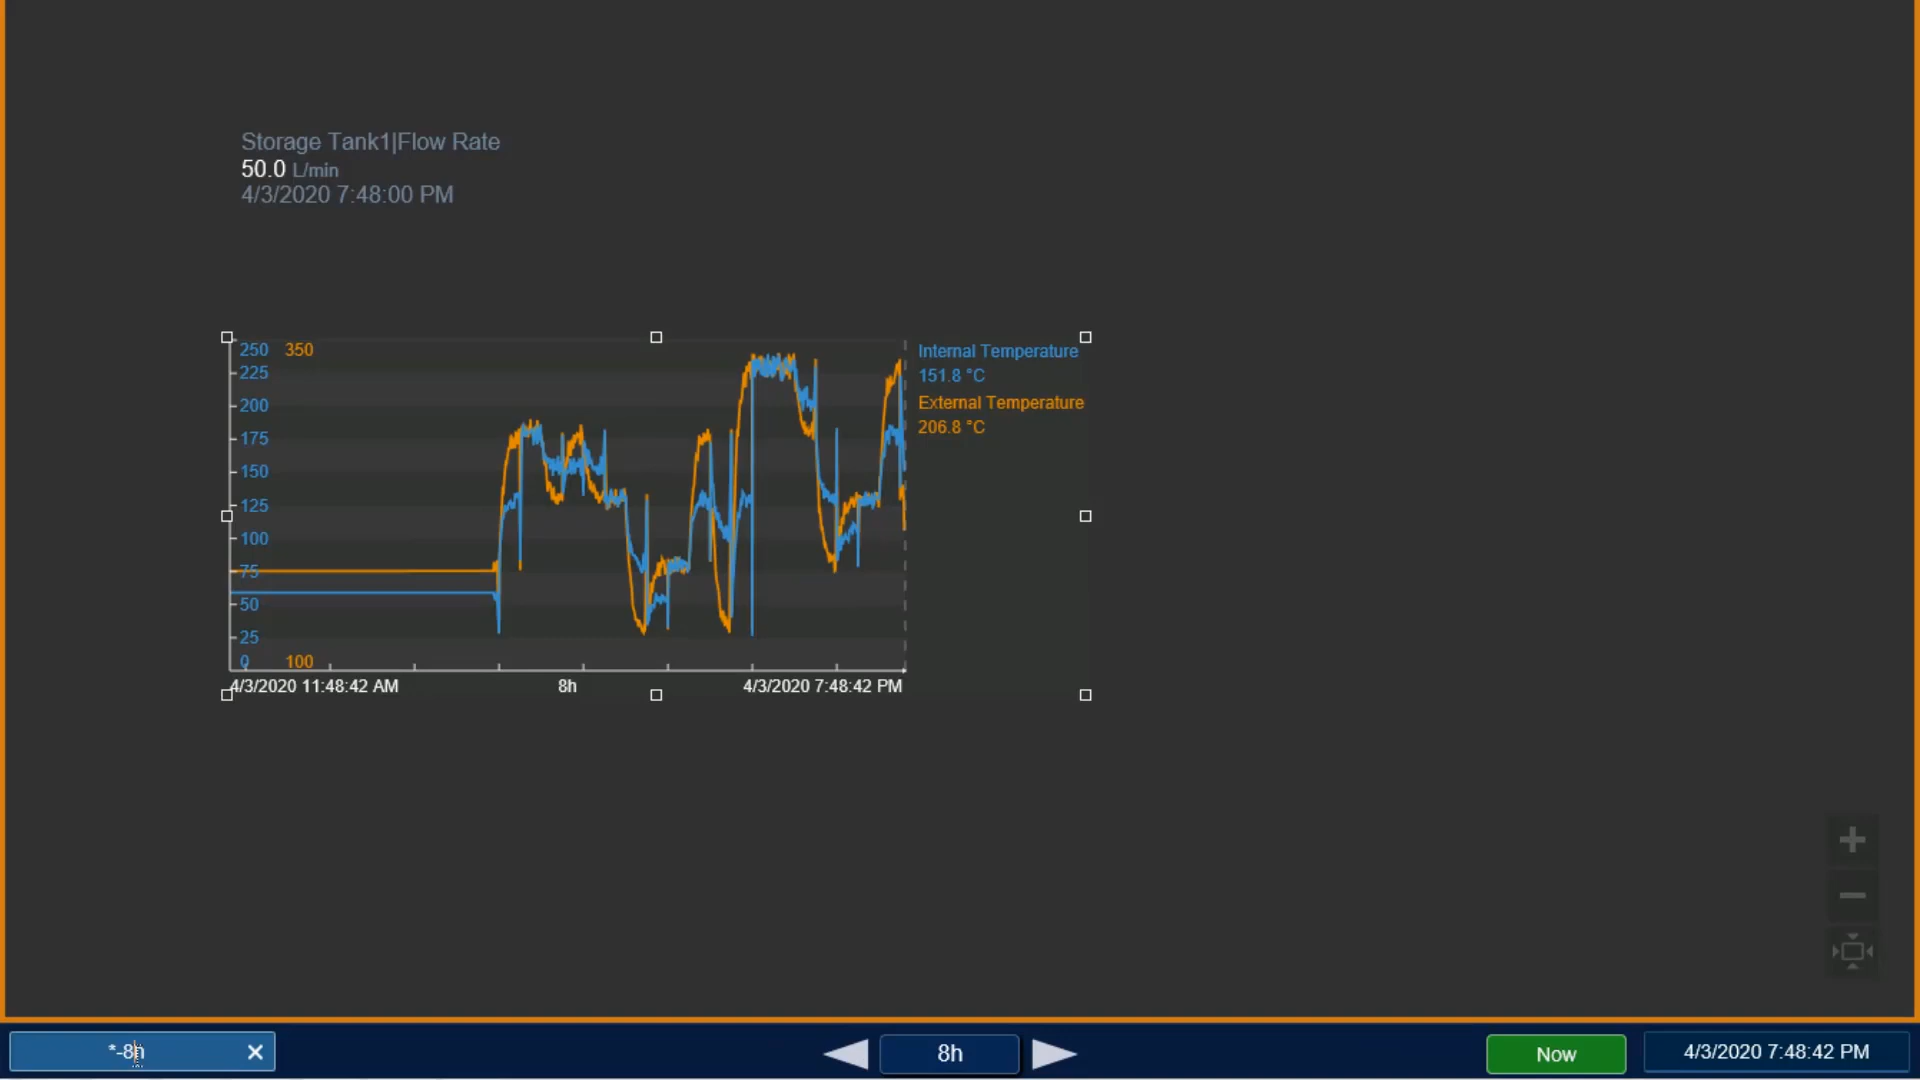 Storage Tank1|Flow Rate
50.0 L/min
4/3/2020 7:48:00 PM
250 350
225
200
175
150
125
100
75
50
25
0 100
4/3/2020 11:48:42 AM 8h 4/3/2020 7:48:42 PM
Internal Temperature
151.8 °C
External Temperature
206.8 °C
*-8h 8h Now 4/3/2020 7:48:42 PM